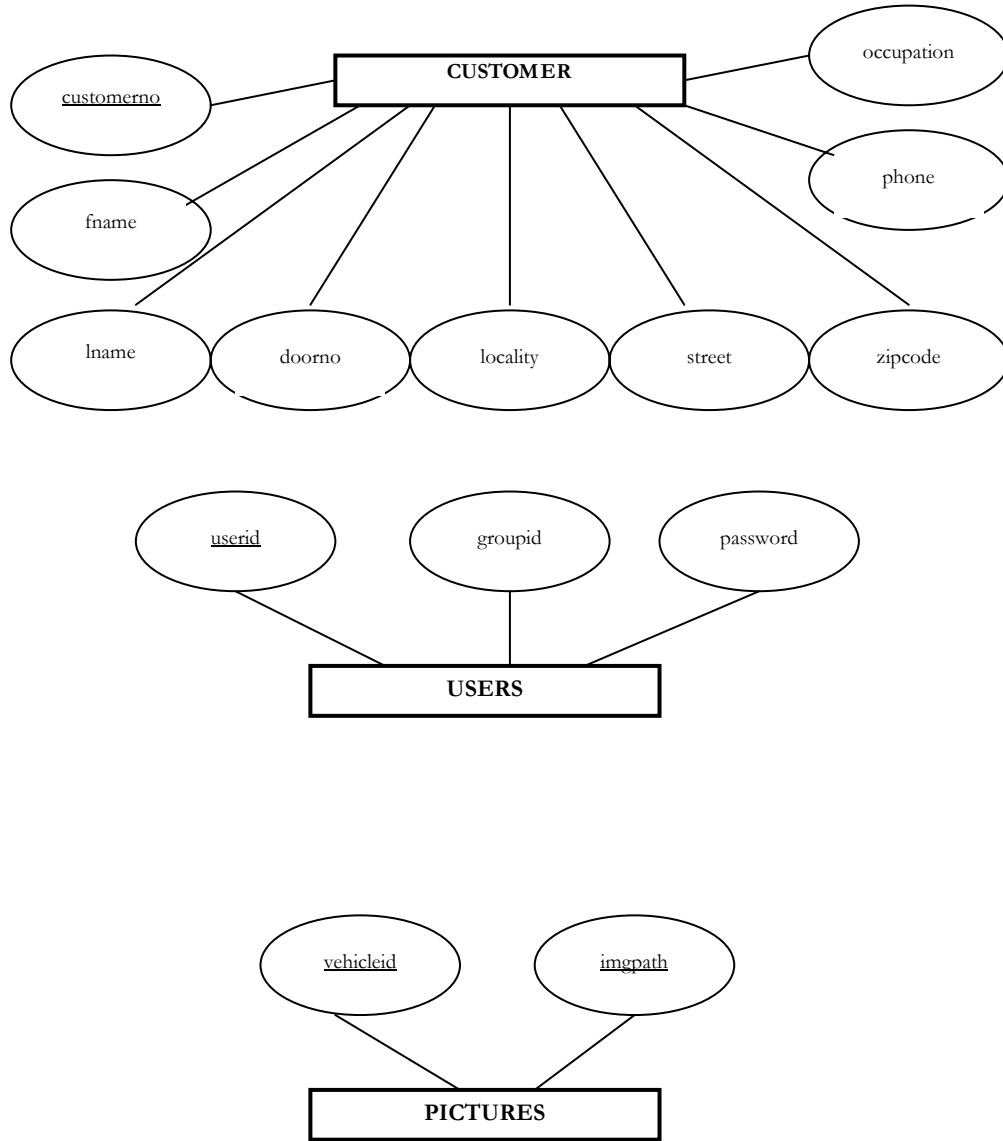 CUSTOMER
occupation
customerno
phone
fname
lname
doorno
locality
street
zipcode
userid
groupid
password
USERS
vehicleid
imgpath
PICTURES